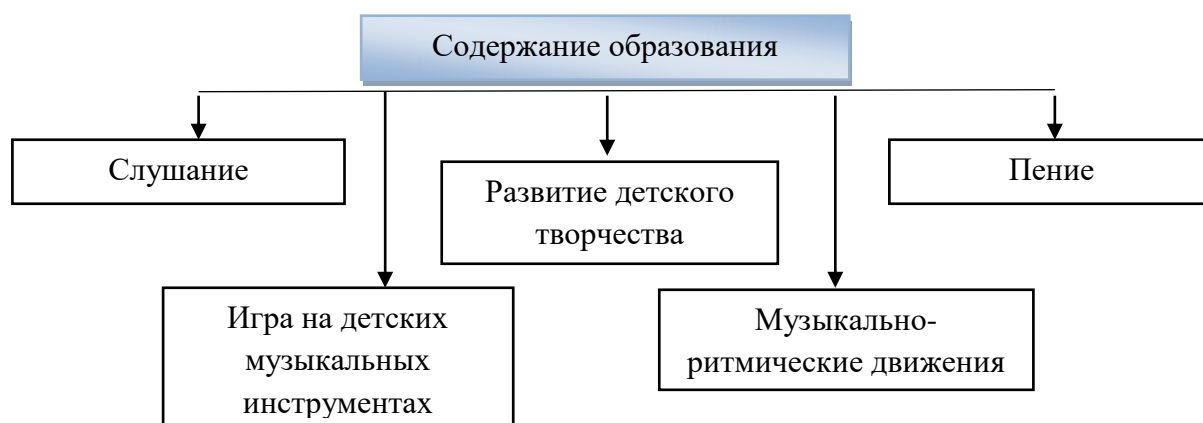 Содержание образования
Слушание
Развитие детского
творчества
Пение
Игра на детских
музыкальных
инструментах
Музыкально-
ритмические движения